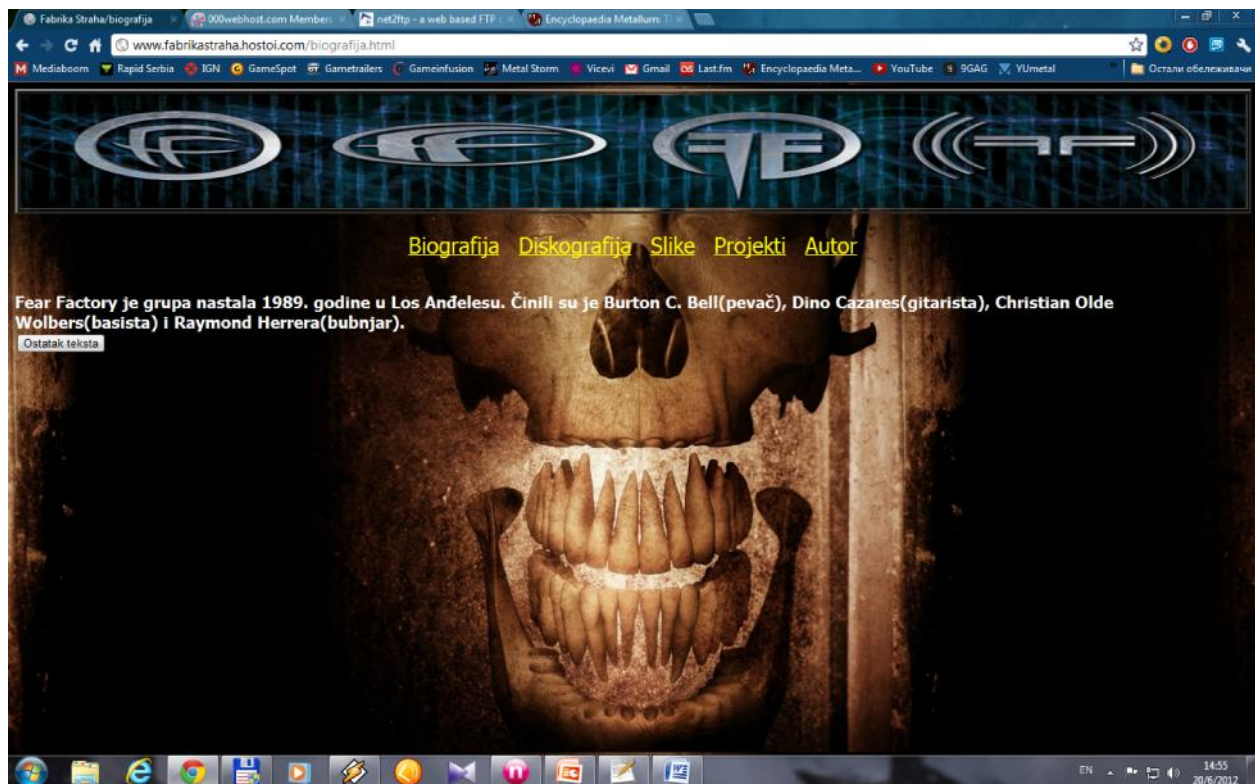 Fabrika Straha/biografija
000webhost.com Members
net2ftp - a web based FTP c
Encyclopaedia Metallum: T
www.fabrikastraha.hostoi.com/biografija.html
Mediaboom Rapid Serbia IGN GameSpot Gametrailers Gameinfusion Metal Storm Vicevi Gmail Last.fm Encyclopaedia Meta... YouTube 9GAG YUmetal Остали обележивачи
Biografija Diskografija Slike Projekti Autor
Fear Factory je grupa nastala 1989. godine u Los Anđelesu. Činili su je Burton C. Bell(pevač), Dino Cazares(gitarista), Christian Olde
Wolbers(basista) i Raymond Herrera(bubnjar).
Ostatak teksta
EN
14:55
20/6/2012